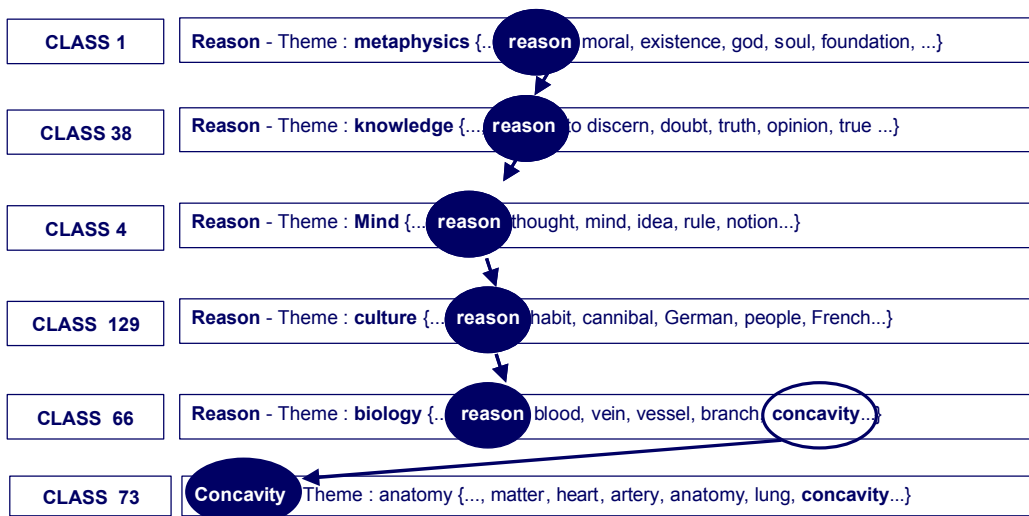 CLASS 1
Reason - Theme : metaphysics {... reason moral, existence, god, soul, foundation, ...}
CLASS 38
Reason - Theme : knowledge {..., reason to discern, doubt, truth, opinion, true ...}
CLASS 4
Reason - Theme : Mind {... reason thought, mind, idea, rule, notion...}
CLASS 129
Reason - Theme : culture {... reason habit, cannibal, German, people, French...}
CLASS 66
Reason - Theme : biology {... reason blood, vein, vessel, branch, concavity...}
CLASS 73
Concavity Theme : anatomy {..., matter, heart, artery, anatomy, lung, concavity...}